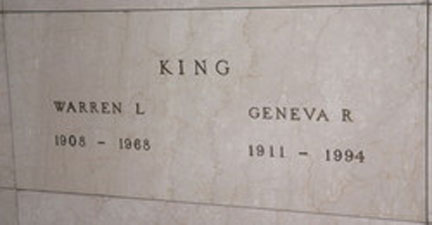 KING
WARREN L
GENEVA R
1908 - 1968
1911 - 1994